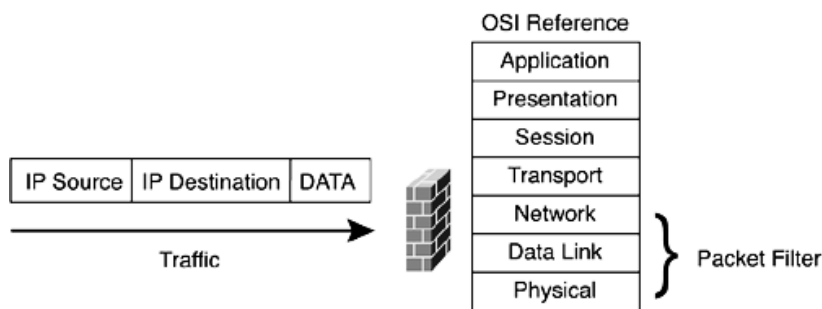 OSI Reference
Application
Presentation
Session
Transport
Network
Data Link
Physical
IP Source
IP Destination
DATA
Traffic
Packet Filter